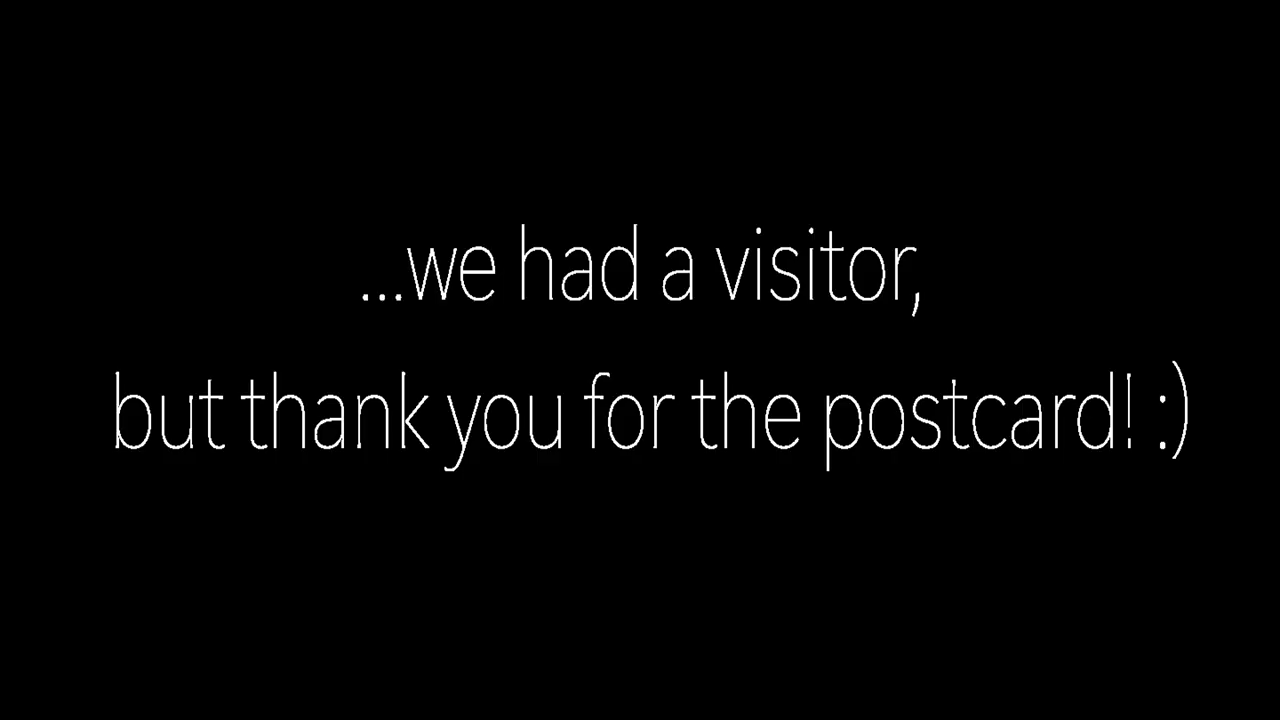 ...we had a visitor,
but thank you for the postcard! :)